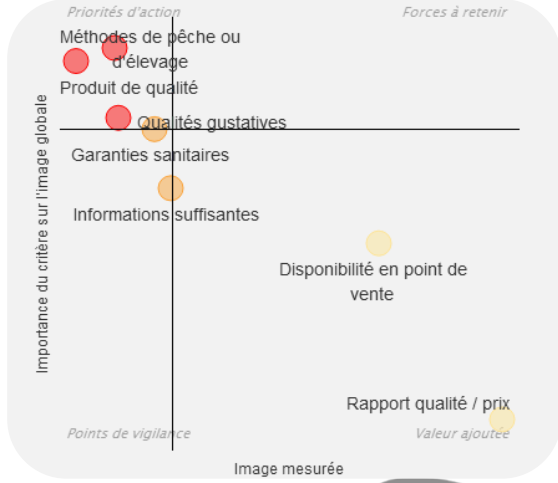 Priorités d'action
Forces à retenir
Méthodes de pêche ou
d'élevage
Produit de qualité
Qualités gustatives
Garanties sanitaires
Informations suffisantes
Disponibilité en point de
vente
Rapport qualité / prix
Points de vigilance
Valeur ajoutée
Importance du critère sur l'image globale
Image mesurée